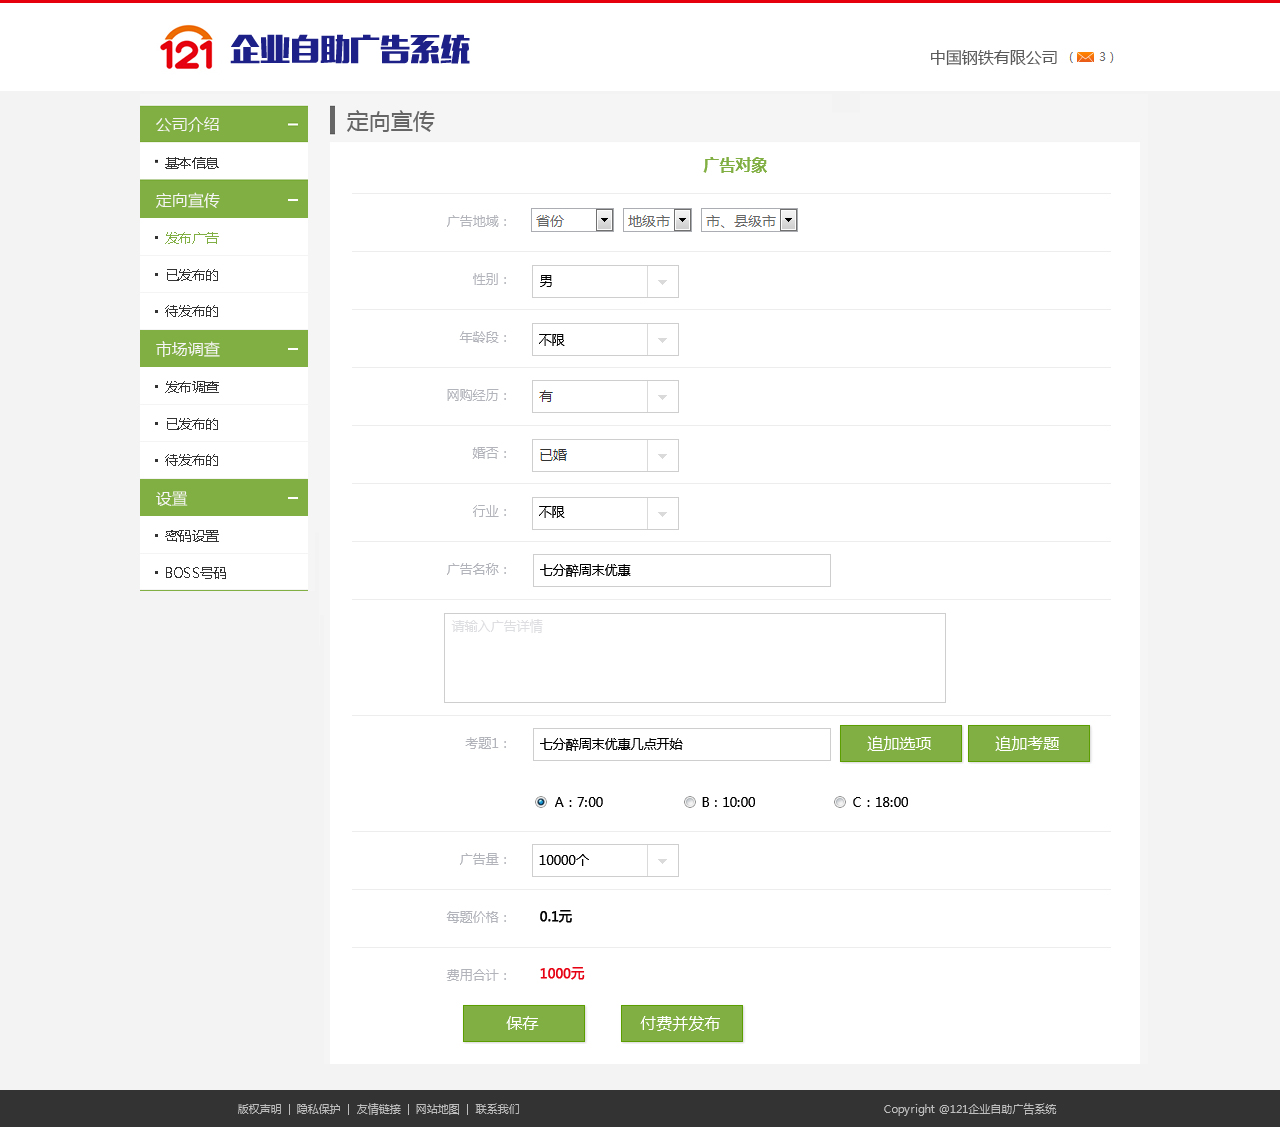 121 企业自助广告系统
中国钢铁有限公司 ( 3 )
公司介绍
基本信息
定向宣传
发布广告
已发布的
待发布的
市场调查
发布调查
已发布的
待发布的
设置
密码设置
BOSS号码
定向宣传
广告对象
广告地域： 省份 地级市 市、县级市
性别： 男
年龄段： 不限
网购经历： 有
婚否： 已婚
行业： 不限
广告名称： 七分醉周末优惠
请输入广告详情
考题1： 七分醉周末优惠几点开始 追加选项 追加考题
A：7:00 B：10:00 C：18:00
广告量： 10000个
每题价格： 0.1元
费用合计： 1000元
保存 付费并发布
版权声明 | 隐私保护 | 友情链接 | 网站地图 | 联系我们 Copyright @121企业自助广告系统